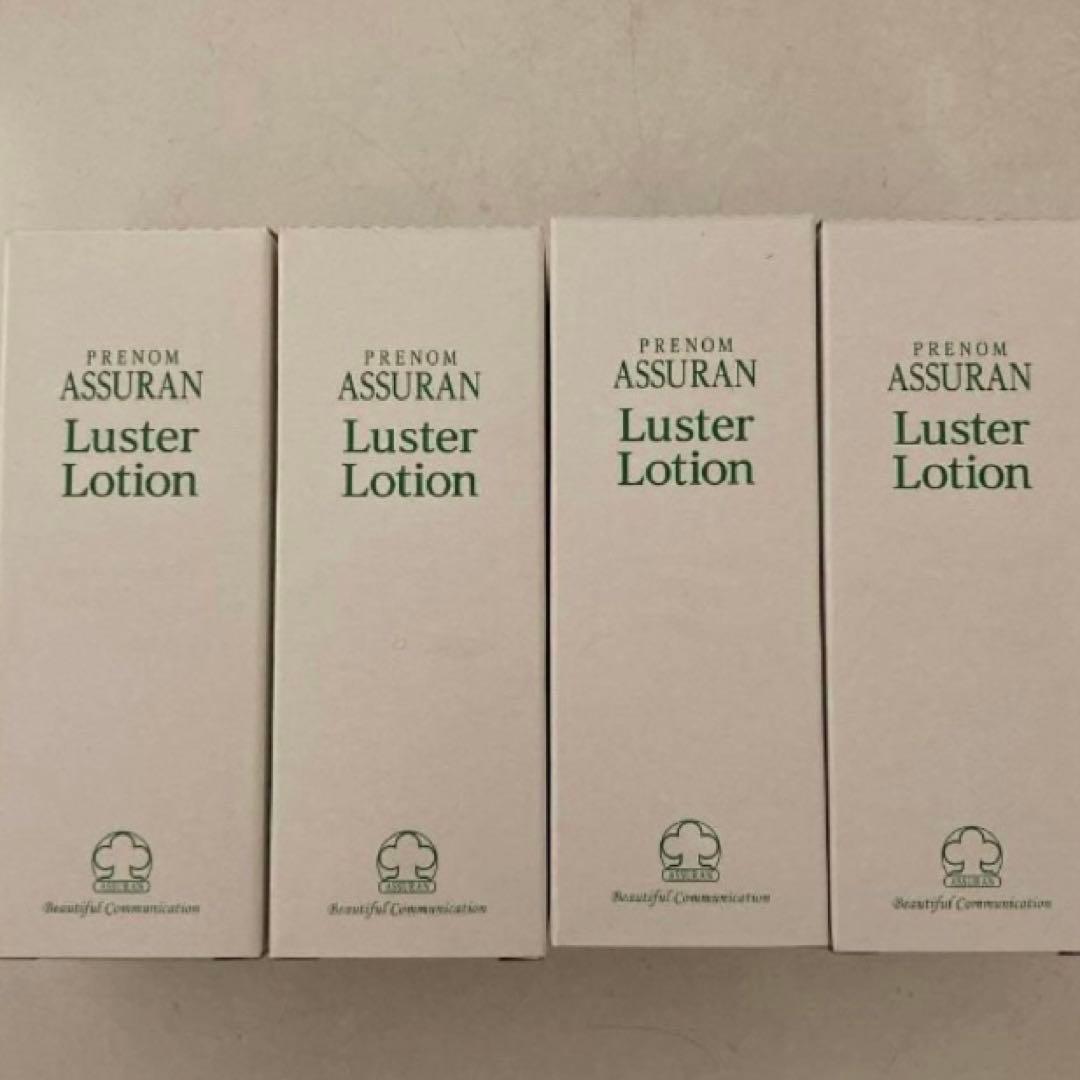 PRENOM
ASSURAN
Luster
Lotion
ASSURAN
Beautiful Communication
PRENOM
ASSURAN
Luster
Lotion
ASSURAN
Beautiful Communication
PRENOM
ASSURAN
Luster
Lotion
ASSURAN
Beautiful Communication
PRENOM
ASSURAN
Luster
Lotion
ASSURAN
Beautiful Communication